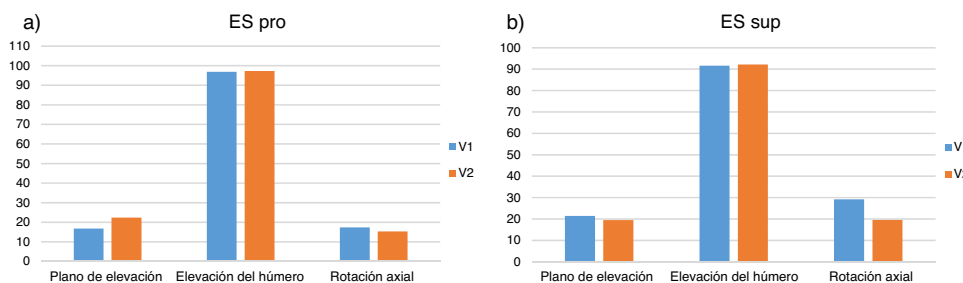 a)
ES pro
110
100
90
80
70
60
50
40
30
20
10
0
Plano de elevación
Elevación del húmero
Rotación axial
V1
V2
b)
ES sup
100
90
80
70
60
50
40
30
20
10
0
Plano de elevación
Elevación del húmero
Rotación axial
V